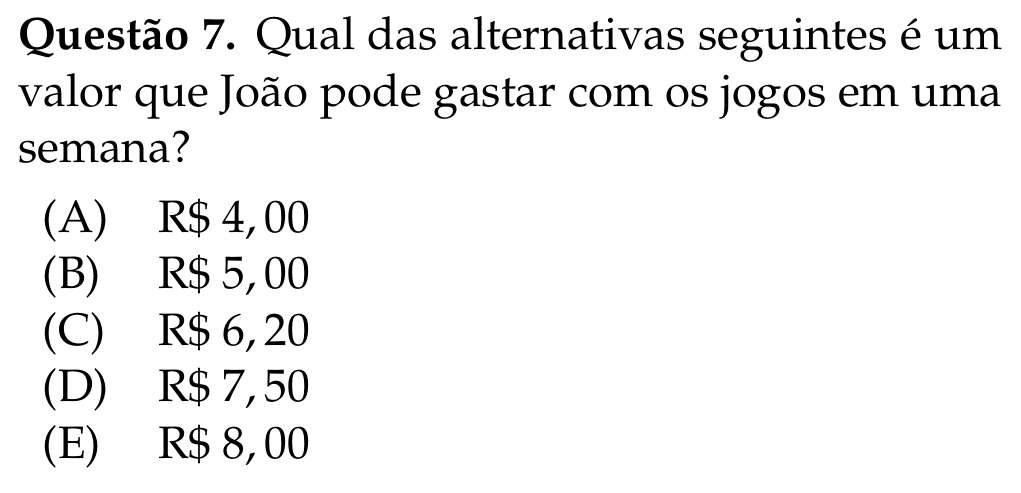 Questão 7. Qual das alternativas seguintes é um
valor que João pode gastar com os jogos em uma
semana?
(A) R$ 4,00
(B) R$ 5,00
(C) R$ 6,20
(D) R$ 7,50
(E) R$ 8,00